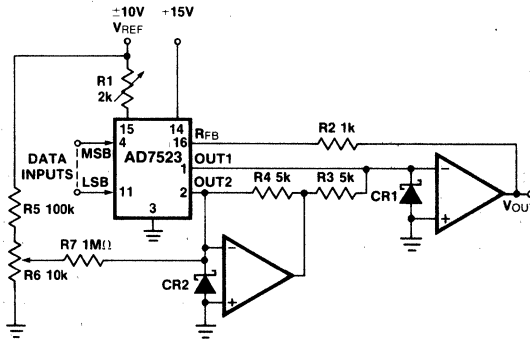 ±10V +15V
VREF
R1
2k
15 14
RFB
R2 1k
4
16
MSB
AD7523
OUT1
1
DATA
INPUTS
R4 5k R3 5k
OUT2
LSB
11
2
CR1
−
+
VOUT
3
R5 100k
R7 1MΩ
R6 10k
CR2
−
+